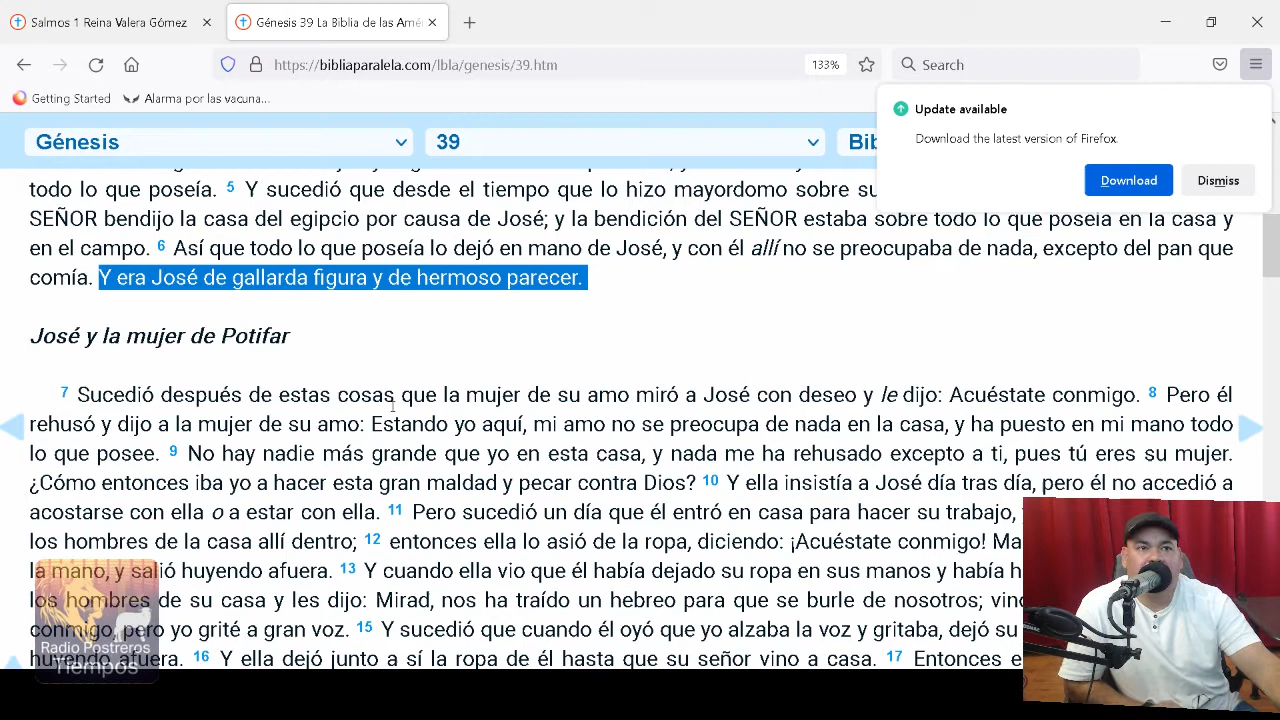 Salmos 1 Reina Valera Gómez
Génesis 39 La Biblia de las Amé
https://bibliaparalela.com/lbla/genesis/39.htm
133%
Search
Getting Started
Alarma por las vacuna...
Update available
Download the latest version of Firefox.
Download
Dismiss
Génesis
39
Bib
todo lo que poseía. 5 Y sucedió que desde el tiempo que lo hizo mayordomo sobre su
SEÑOR bendijo la casa del egipcio por causa de José; y la bendición del SEÑOR estaba sobre todo lo que poseía en la casa y
en el campo. 6 Así que todo lo que poseía lo dejó en mano de José, y con él allí no se preocupaba de nada, excepto del pan que
comía. Y era José de gallarda figura y de hermoso parecer.
José y la mujer de Potifar
7 Sucedió después de estas cosas que la mujer de su amo miró a José con deseo y le dijo: Acuéstate conmigo. 8 Pero él
rehusó y dijo a la mujer de su amo: Estando yo aquí, mi amo no se preocupa de nada en la casa, y ha puesto en mi mano todo
lo que posee. 9 No hay nadie más grande que yo en esta casa, y nada me ha rehusado excepto a ti, pues tú eres su mujer.
¿Cómo entonces iba yo a hacer esta gran maldad y pecar contra Dios? 10 Y ella insistía a José día tras día, pero él no accedió a
acostarse con ella o a estar con ella. 11 Pero sucedió un día que él entró en casa para hacer su trabajo,
los hombres de la casa allí dentro; 12 entonces ella lo asió de la ropa, diciendo: ¡Acuéstate conmigo! Ma
la mano, y salió huyendo afuera. 13 Y cuando ella vio que él había dejado su ropa en sus manos y había h
los hombres de su casa y les dijo: Mirad, nos ha traído un hebreo para que se burle de nosotros; vino
conmigo, pero yo grité a gran voz. 15 Y sucedió que cuando él oyó que yo alzaba la voz y gritaba, dejó su
huyendo afuera. 16 Y ella dejó junto a sí la ropa de él hasta que su señor vino a casa. 17 Entonces e
Radio Postreros
Tiempos